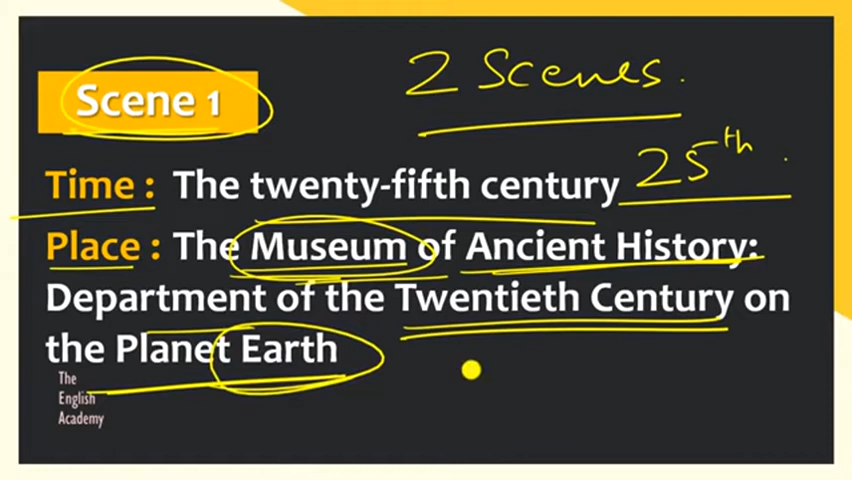 2 Scenes.
Scene 1
Time : The twenty-fifth century 25th.
Place : The Museum of Ancient History:
Department of the Twentieth Century on
the Planet Earth
The
English
Academy